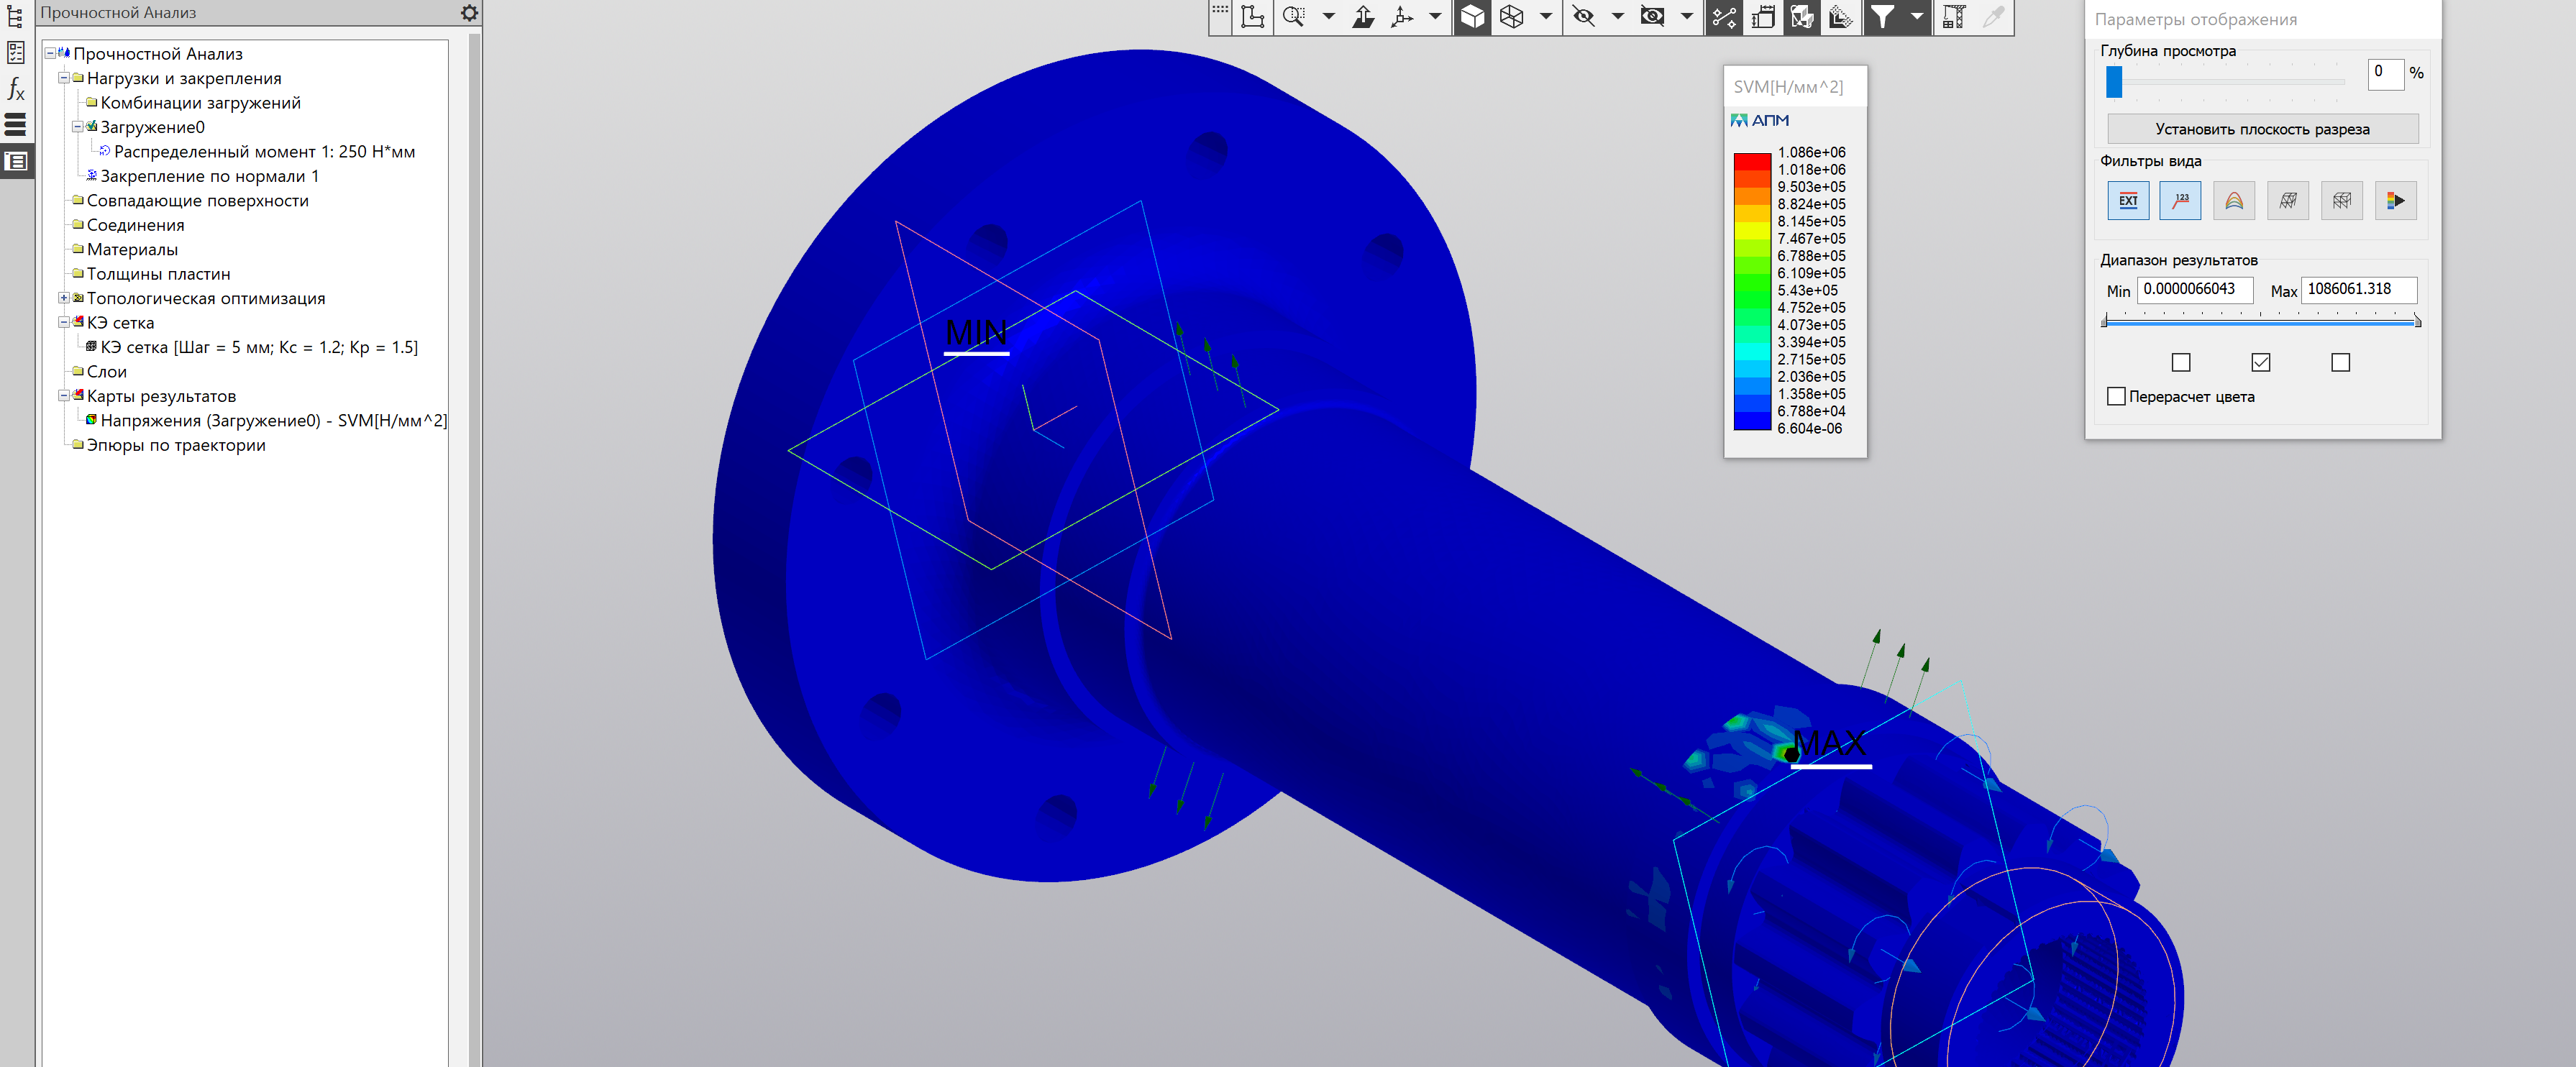 Прочностной Анализ
Прочностной Анализ
Нагрузки и закрепления
Комбинации загружений
Загружение0
Распределенный момент 1: 250 Н*мм
Закрепление по нормали 1
Совпадающие поверхности
Соединения
Материалы
Толщины пластин
Топологическая оптимизация
КЭ сетка
КЭ сетка [Шаг = 5 мм; Кс = 1.2; Кр = 1.5]
Слои
Карты результатов
Напряжения (Загружение0) - SVM[Н/мм^2]
Эпюры по траектории
MIN
MAX
SVM[Н/мм^2]
АПМ
1.086e+06
1.018e+06
9.503e+05
8.824e+05
8.145e+05
7.467e+05
6.788e+05
6.109e+05
5.43e+05
4.752e+05
4.073e+05
3.394e+05
2.715e+05
2.036e+05
1.358e+05
6.788e+04
6.604e-06
Параметры отображения
Глубина просмотра
0 %
Установить плоскость разреза
Фильтры вида
EXT 123
Диапазон результатов
Min 0.0000066043 Max 1086061.318
Перерасчет цвета